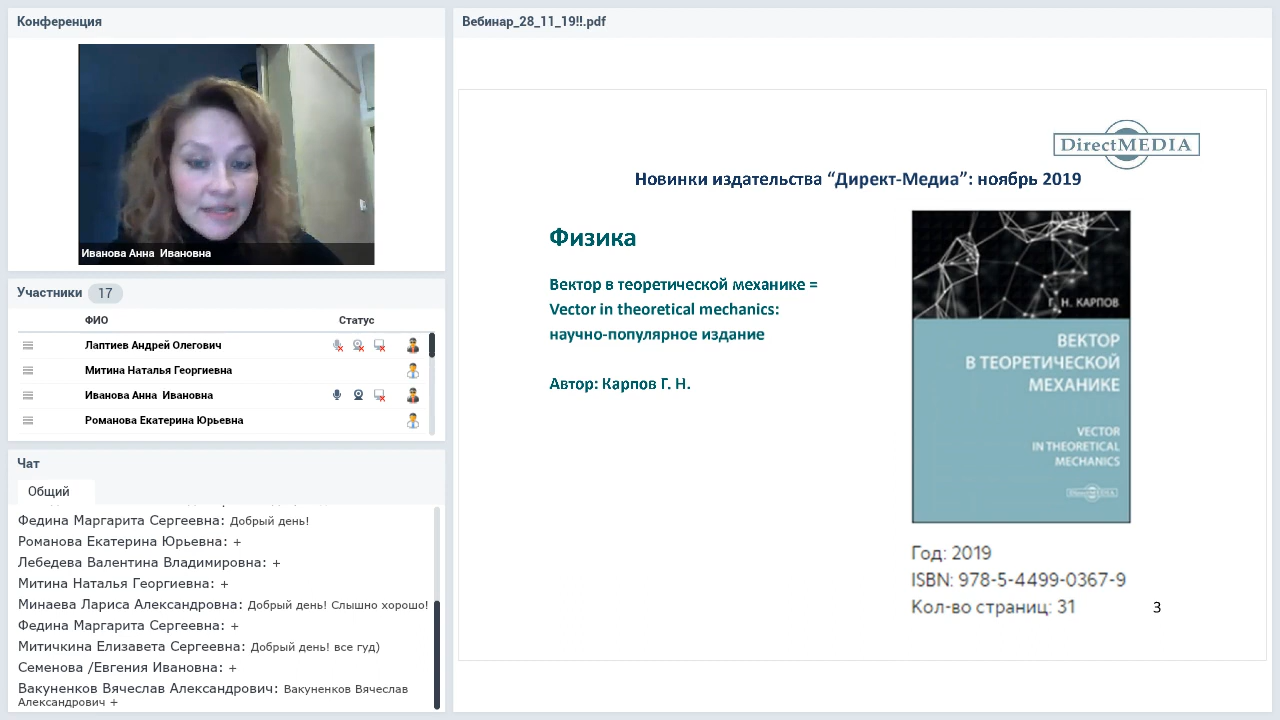 Конференция
Иванова Анна  Ивановна
Участники 17
ФИО Статус
Лаптиев Андрей Олегович
Митина Наталья Георгиевна
Иванова Анна  Ивановна
Романова Екатерина Юрьевна
Чат
Общий
Федина Маргарита Сергеевна: Добрый день!
Романова Екатерина Юрьевна: +
Лебедева Валентина Владимировна: +
Митина Наталья Георгиевна: +
Минаева Лариса Александровна: Добрый день! Слышно хорошо!
Федина Маргарита Сергеевна: +
Митичкина Елизавета Сергеевна: Добрый день! все гуд)
Семенова /Евгения Ивановна: +
Вакуненков Вячеслав Александрович: Вакуненков Вячеслав
Александрович +
Вебинар_28_11_19!!.pdf
DirectMEDIA
Новинки издательства “Директ-Медиа”: ноябрь 2019
Физика
Вектор в теоретической механике =
Vector in theoretical mechanics:
научно-популярное издание
Автор: Карпов Г. Н.
Г. Н. КАРПОВ
ВЕКТОР
В ТЕОРЕТИЧЕСКОЙ
МЕХАНИКЕ
VECTOR
IN THEORETICAL
MECHANICS
DirectMEDIA
Год: 2019
ISBN: 978-5-4499-0367-9
Кол-во страниц: 31
3